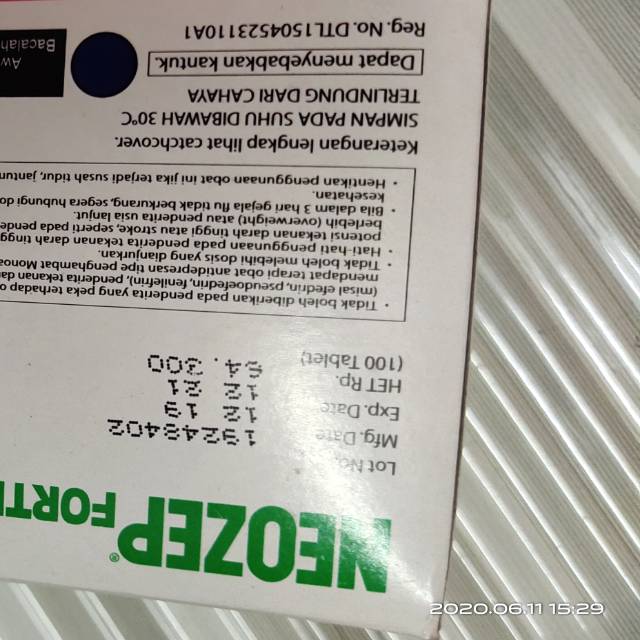 NEOZEP® FORT
Lot No.
Mfg. Date 19248402
Exp. Date 12 19
HET Rp. 12 21
(100 Tablet) 64.300
• Tidak boleh diberikan pada penderita yang peka terhadap
(misal efedrin, pseudoefedrin, fenilefrin), penderita tekanan
mendapat terapi obat antidepresan tipe penghambat
• Tidak boleh melebihi dosis yang dianjurkan.
• Hati-hati penggunaan pada penderita tekanan darah
potensi tekanan darah tinggi atau stroke, seperti pada
berlebih (overweight) atau penderita usia lanjut.
• Bila dalam 3 hari gejala flu tidak berkurang, segera hubungi
kesehatan.
• Hentikan penggunaan obat ini jika terjadi susah tidur,
Keterangan lengkap lihat catchcover.
SIMPAN PADA SUHU DIBAWAH 30°C
TERLINDUNG DARI CAHAYA
Dapat menyebabkan kantuk.
Reg. No. DTL1504523110A1
Aw
Bacalah
2020.06.11 15:29